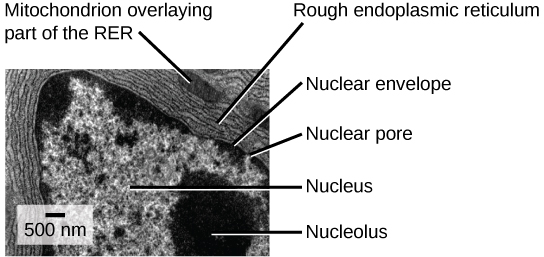 Mitochondrion overlaying
part of the RER
Rough endoplasmic reticulum
Nuclear envelope
Nuclear pore
Nucleus
Nucleolus
500 nm